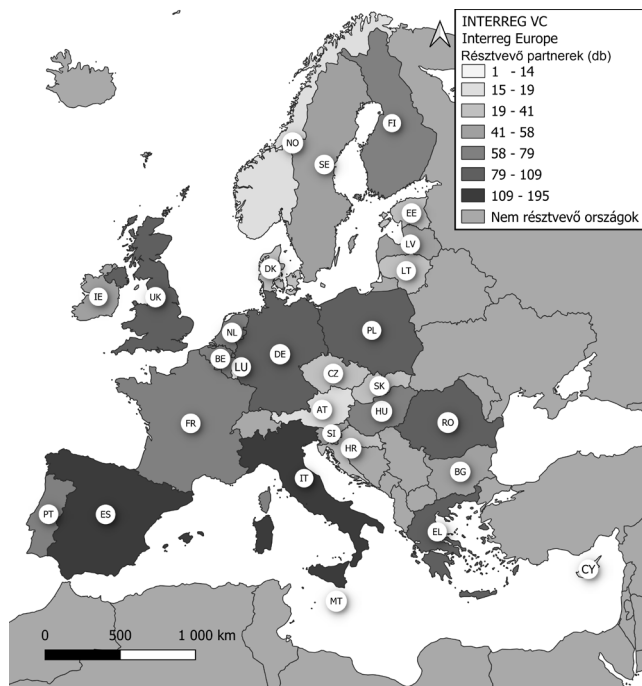 INTERREG VC
Interreg Europe
Résztvevő partnerek (db)
1 - 14
15 - 19
19 - 41
41 - 58
58 - 79
79 - 109
109 - 195
Nem résztvevő országok
FI
NO
SE
EE
LV
DK
LT
IE
UK
NL
PL
BE
LU
DE
CZ
SK
AT
HU
FR
RO
SI
HR
BG
IT
PT
ES
EL
CY
MT
0 500 1 000 km